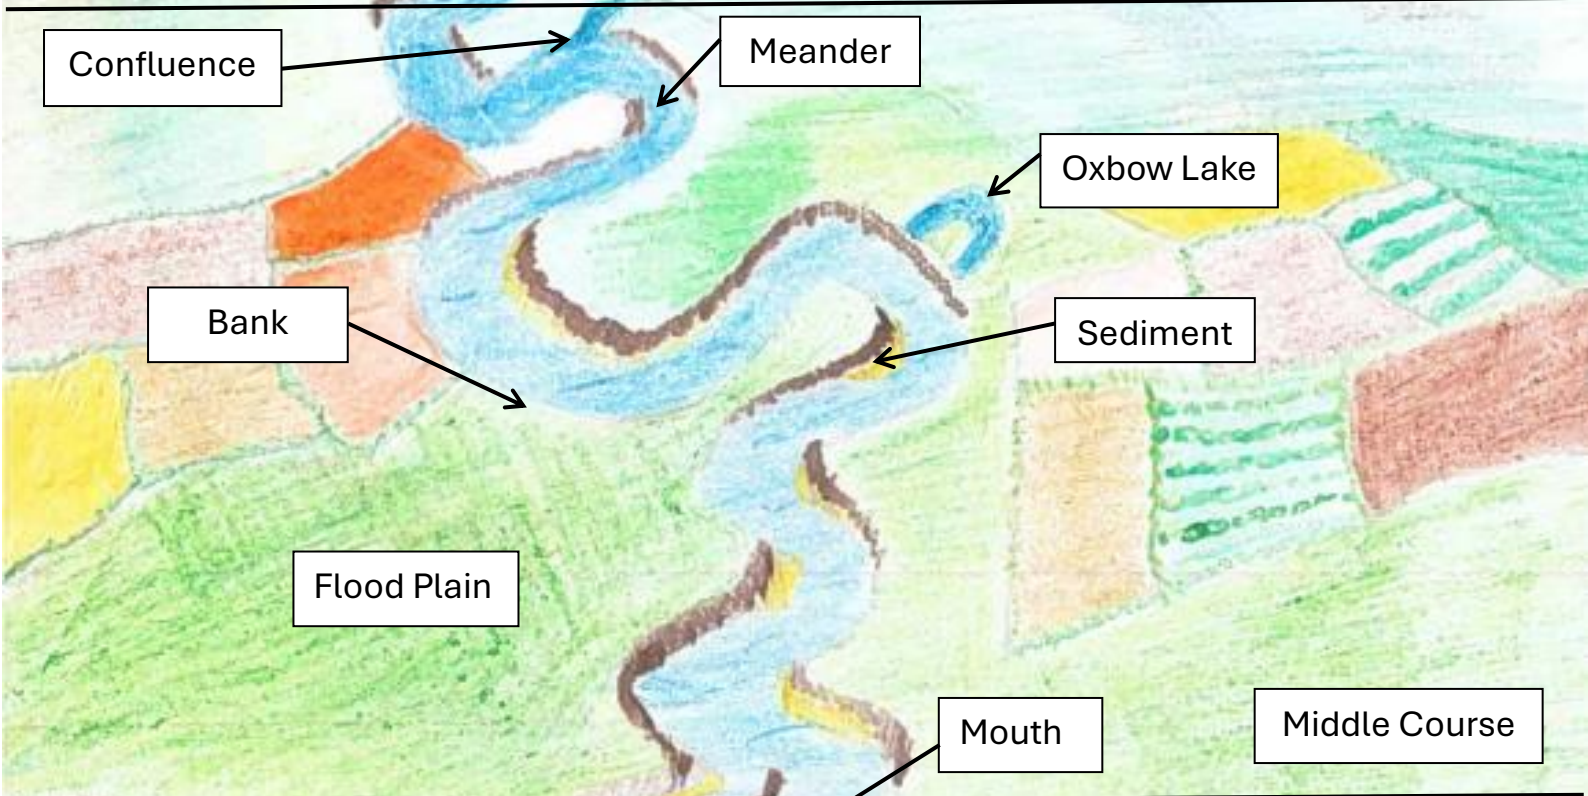 Confluence
Meander
Oxbow Lake
Bank
Sediment
Flood Plain
Mouth
Middle Course